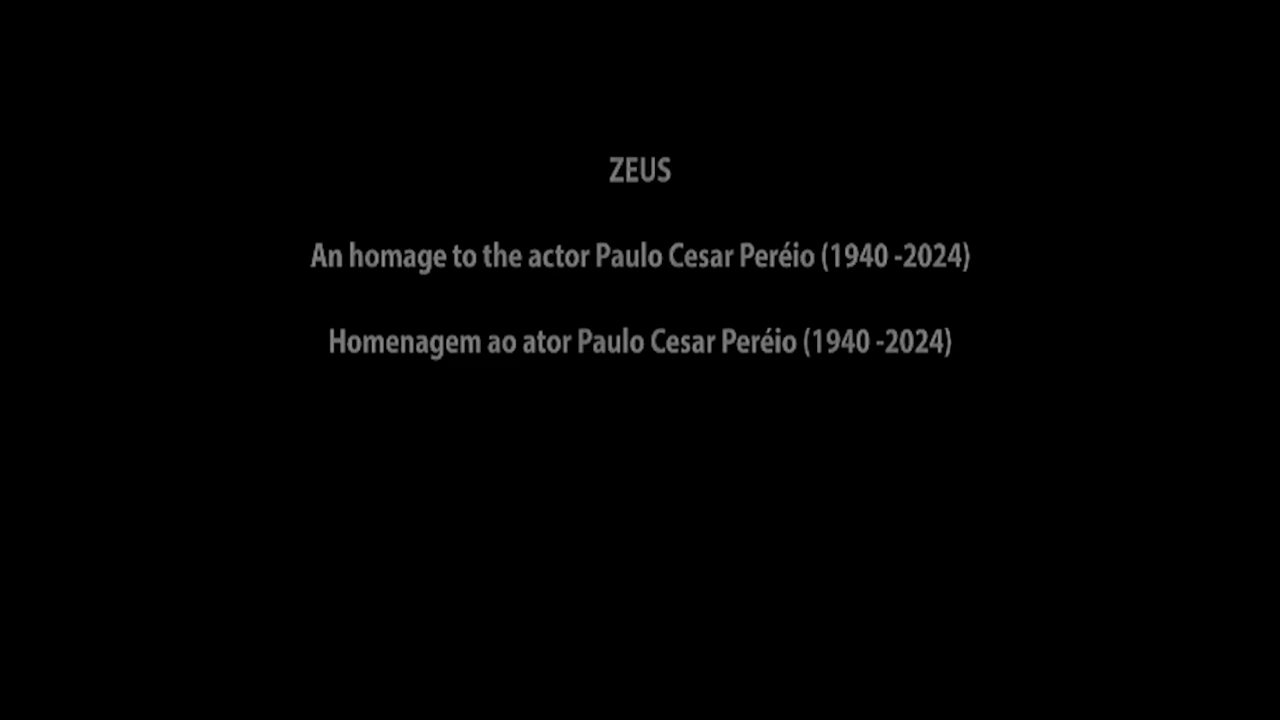 ZEUS
An homage to the actor Paulo Cesar Peréio (1940 -2024)
Homenagem ao ator Paulo Cesar Peréio (1940 -2024)